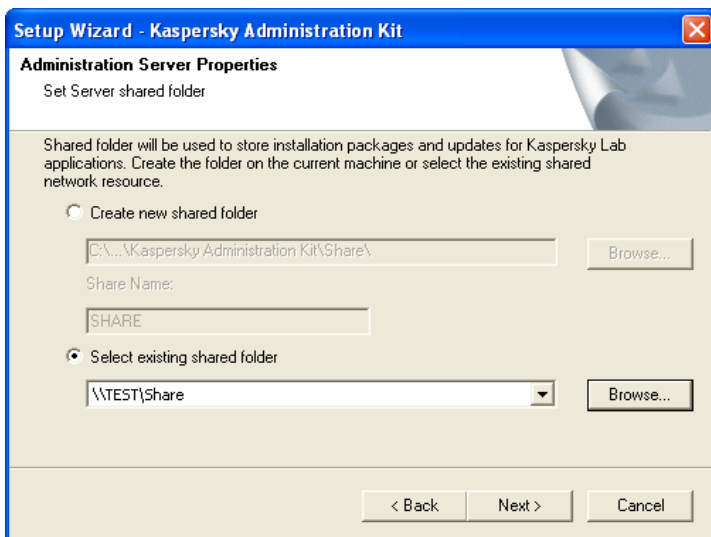 Setup Wizard - Kaspersky Administration Kit
Administration Server Properties
Set Server shared folder
Shared folder will be used to store installation packages and updates for Kaspersky Lab
applications. Create the folder on the current machine or select the existing shared
network resource.
Create new shared folder
C:\...\Kaspersky Administration Kit\Share\
Browse...
Share Name:
SHARE
Select existing shared folder
\\TEST\Share
Browse...
< Back
Next >
Cancel